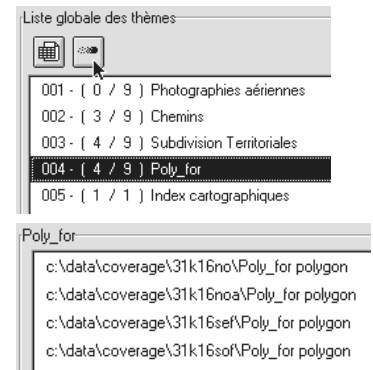 Liste globale des thèmes
001 - ( 0 / 9 ) Photographies aériennes
002 - ( 3 / 9 ) Chemins
003 - ( 4 / 9 ) Subdivision Territoriales
004 - ( 4 / 9 ) Poly_for
005 - ( 1 / 1 ) Index cartographiques
Poly_for
c:\data\coverage\31k16no\Poly_for polygon
c:\data\coverage\31k16noa\Poly_for polygon
c:\data\coverage\31k16sef\Poly_for polygon
c:\data\coverage\31k16sof\Poly_for polygon